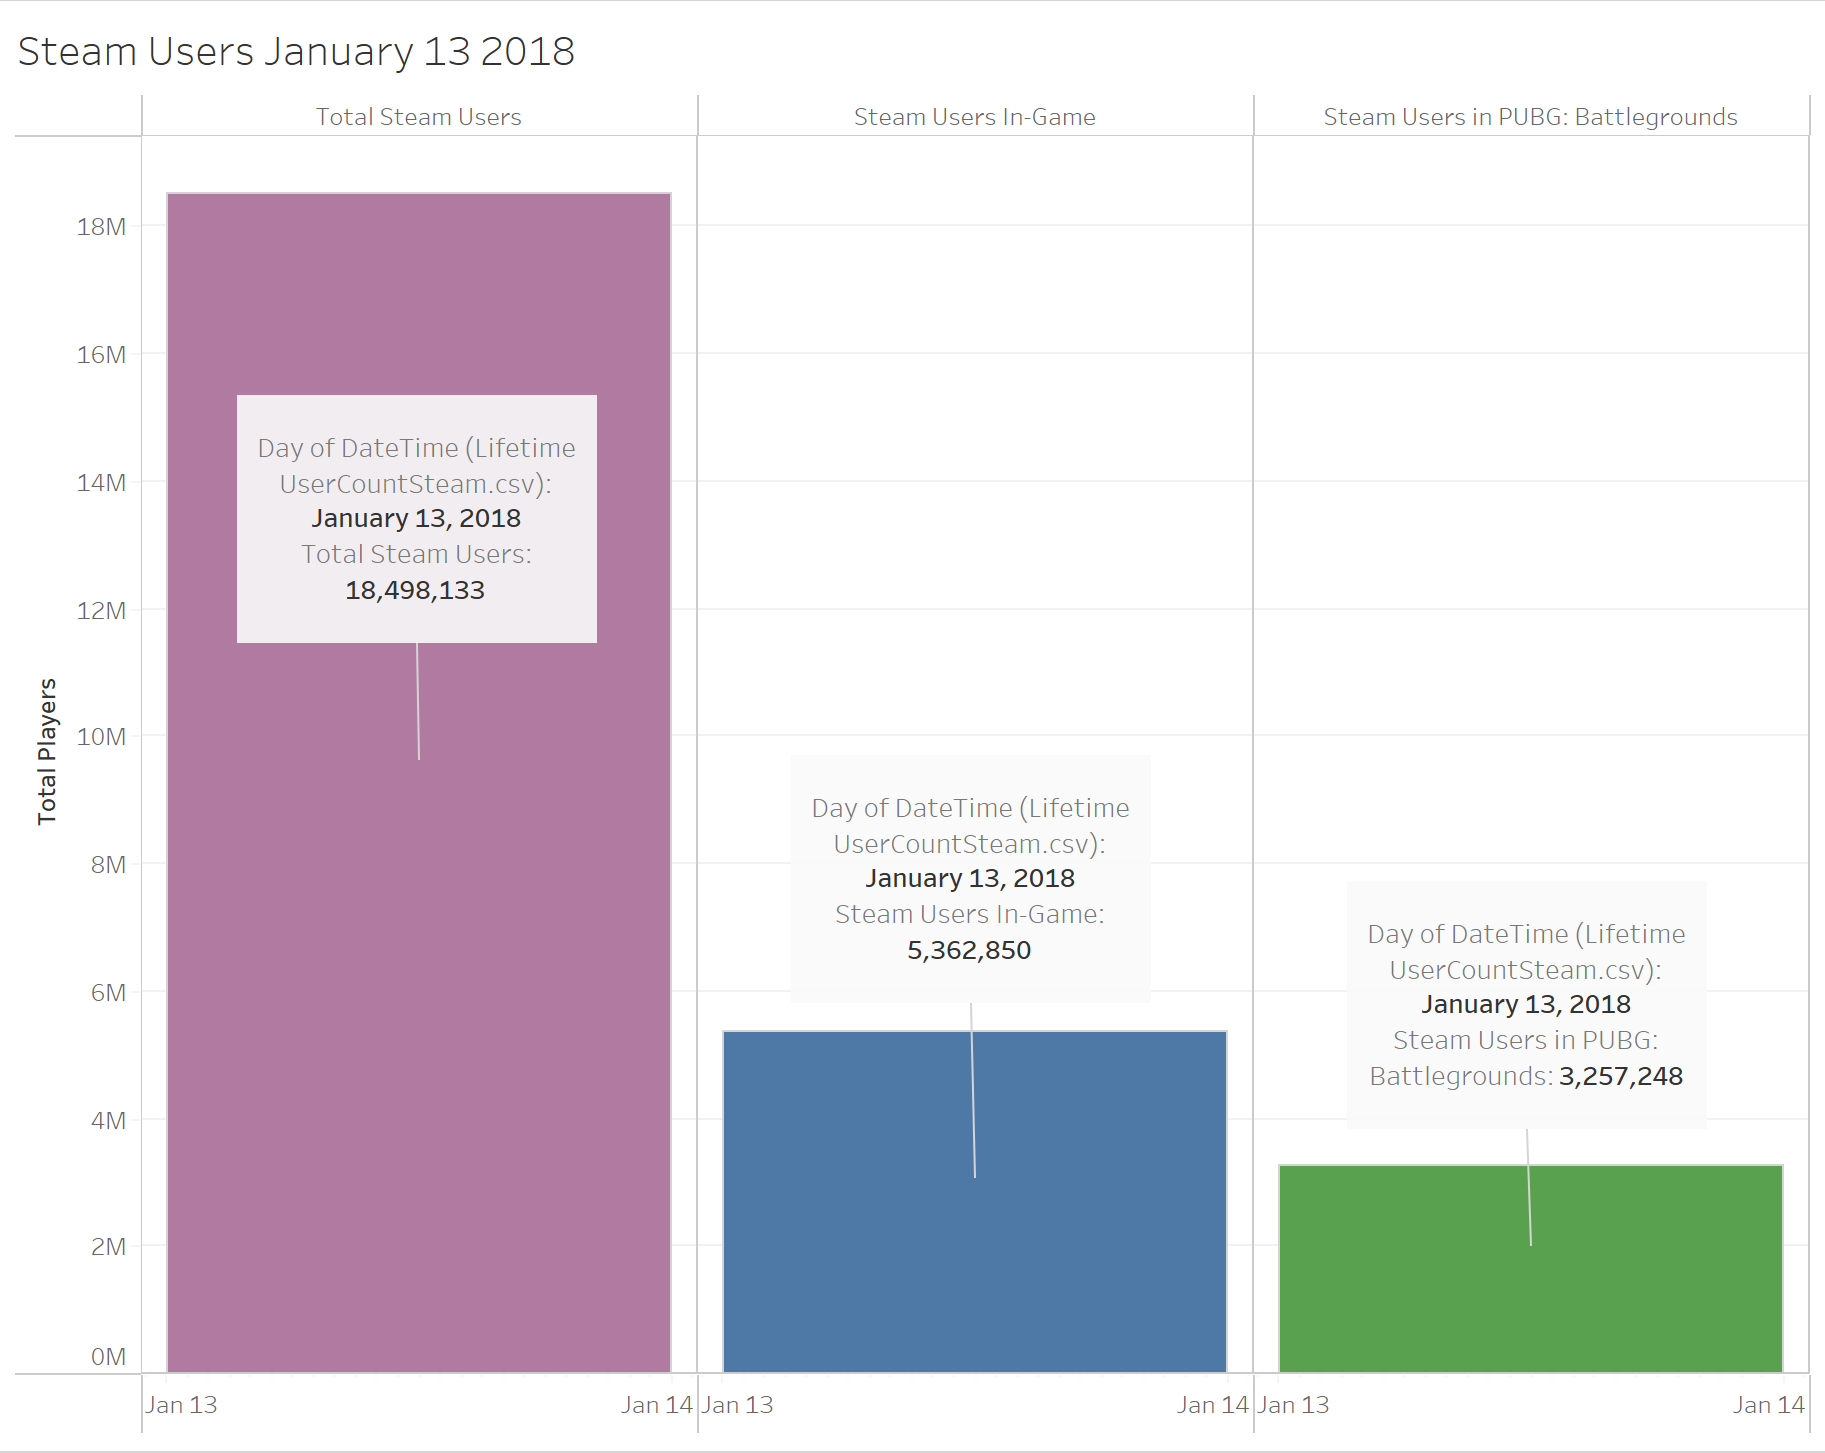 Steam Users January 13 2018
Total Steam Users
Steam Users In-Game
Steam Users in PUBG: Battlegrounds
Total Players
18M
16M
14M
12M
10M
8M
6M
4M
2M
0M
Day of DateTime (Lifetime
UserCountSteam.csv):
January 13, 2018
Total Steam Users:
18,498,133
Day of DateTime (Lifetime
UserCountSteam.csv):
January 13, 2018
Steam Users In-Game:
5,362,850
Day of DateTime (Lifetime
UserCountSteam.csv):
January 13, 2018
Steam Users in PUBG:
Battlegrounds: 3,257,248
Jan 13
Jan 14
Jan 13
Jan 14
Jan 13
Jan 14